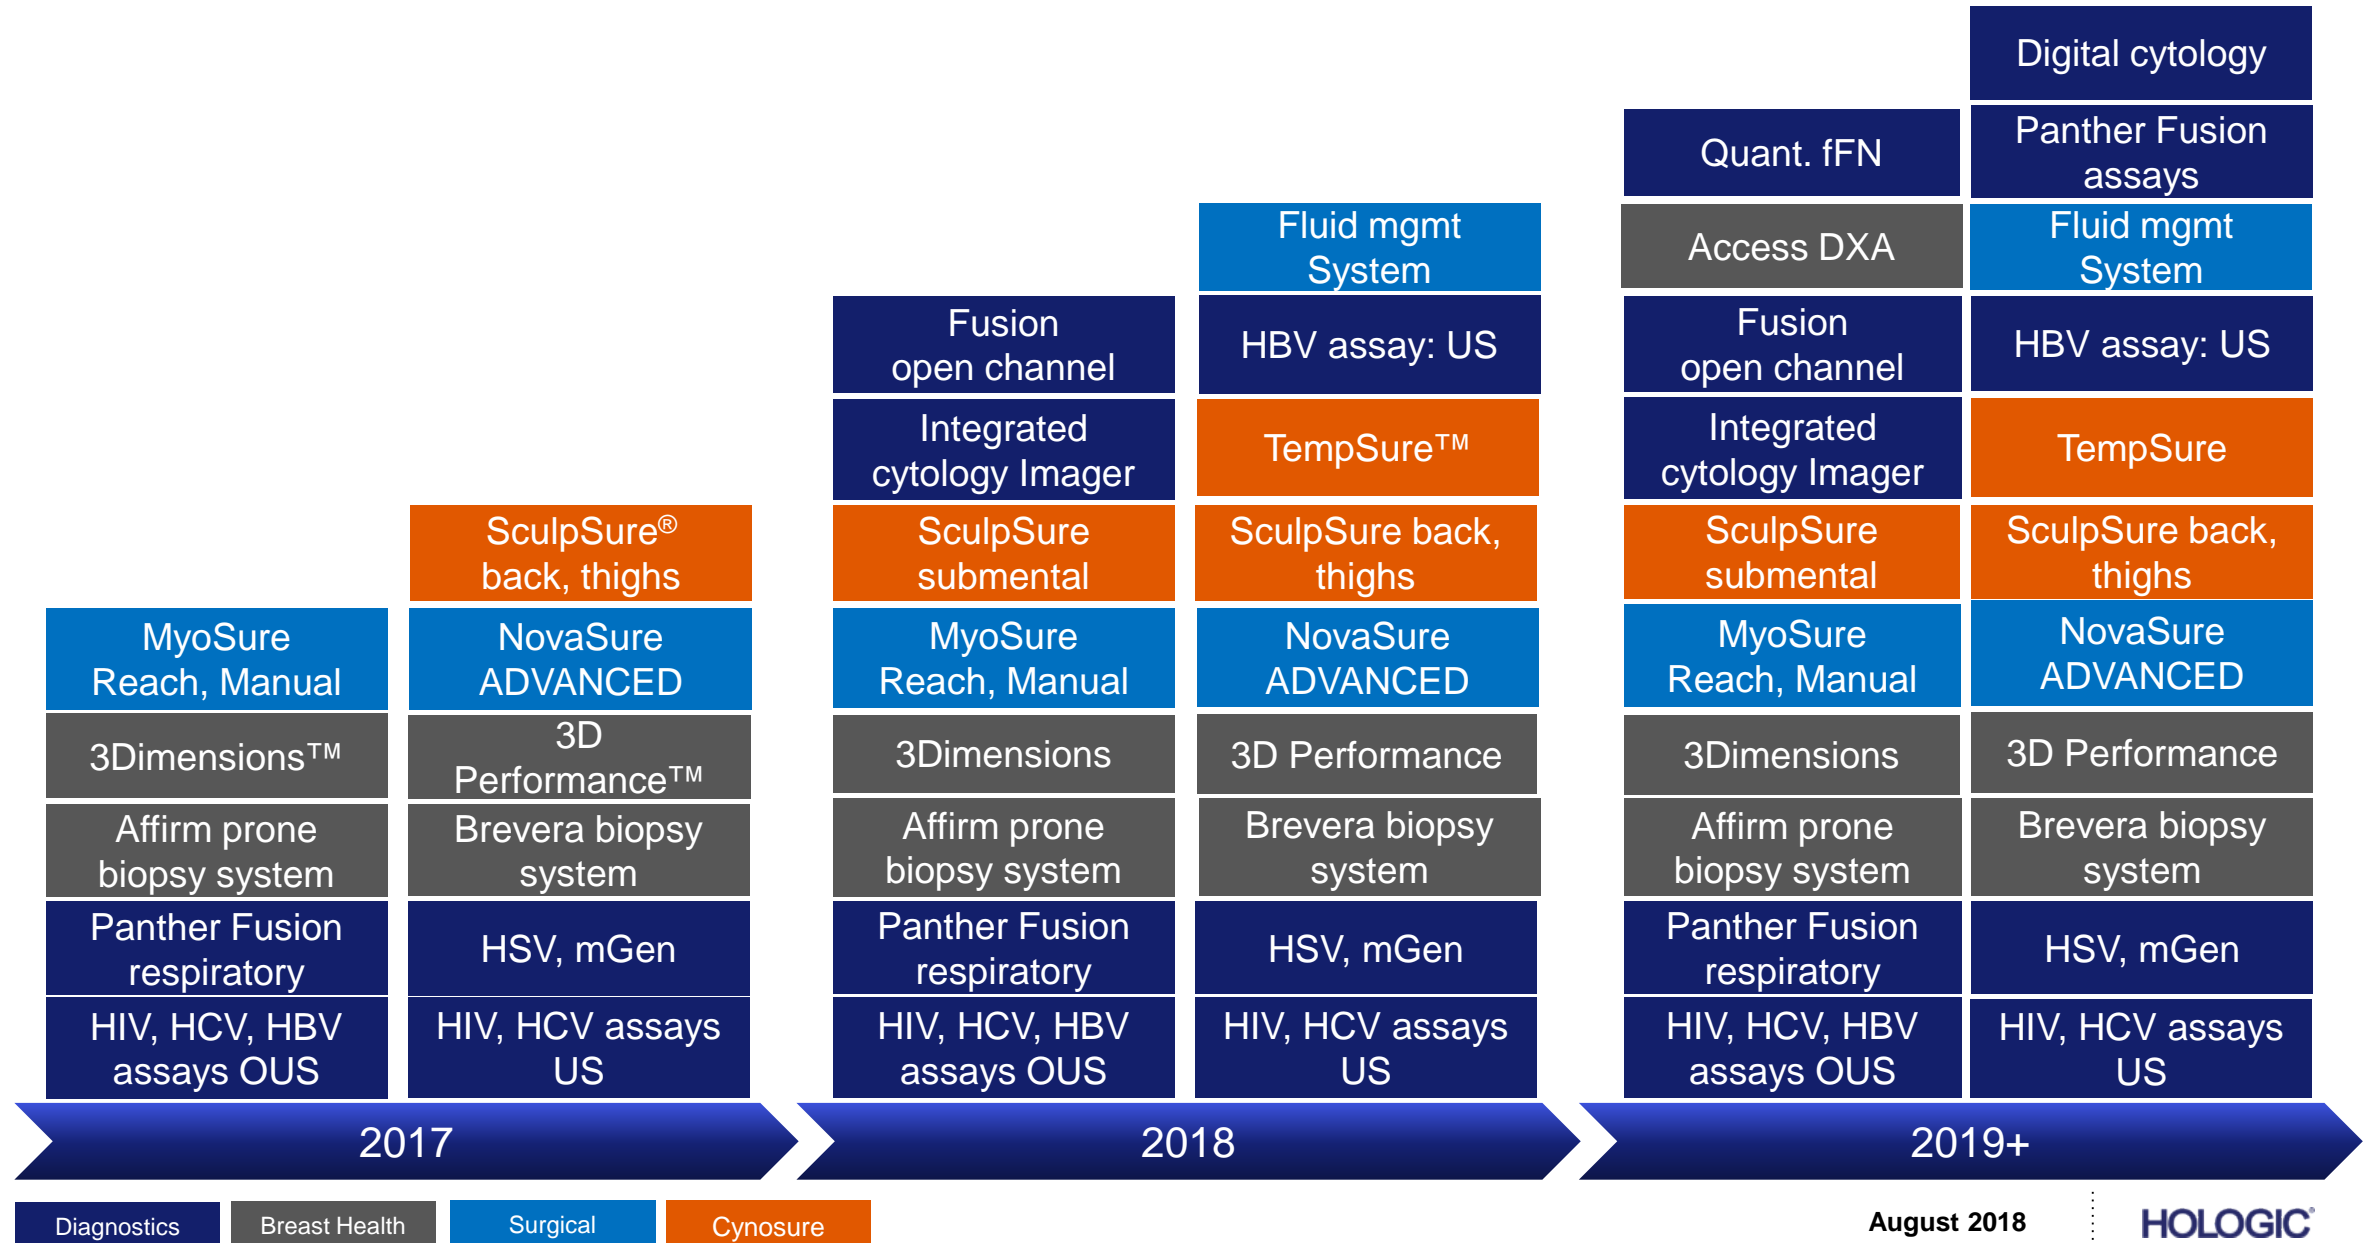 Digital cytology
Quant. fFN
Panther Fusion
assays
Fluid mgmt
System
Access DXA
Fluid mgmt
System
Fusion
open channel
HBV assay: US
Fusion
open channel
HBV assay: US
Integrated
cytology Imager
TempSure™
Integrated
cytology Imager
TempSure
SculpSure®
back, thighs
SculpSure
submental
SculpSure back,
thighs
SculpSure
submental
SculpSure back,
thighs
MyoSure
Reach, Manual
NovaSure
ADVANCED
MyoSure
Reach, Manual
NovaSure
ADVANCED
MyoSure
Reach, Manual
NovaSure
ADVANCED
3Dimensions™
3D
Performance™
3Dimensions
3D Performance
3Dimensions
3D Performance
Affirm prone
biopsy system
Brevera biopsy
system
Affirm prone
biopsy system
Brevera biopsy
system
Affirm prone
biopsy system
Brevera biopsy
system
Panther Fusion
respiratory
HSV, mGen
Panther Fusion
respiratory
HSV, mGen
Panther Fusion
respiratory
HSV, mGen
HIV, HCV, HBV
assays OUS
HIV, HCV assays
US
HIV, HCV, HBV
assays OUS
HIV, HCV assays
US
HIV, HCV, HBV
assays OUS
HIV, HCV assays
US
2017
2018
2019+
Diagnostics
Breast Health
Surgical
Cynosure
August 2018
HOLOGIC®